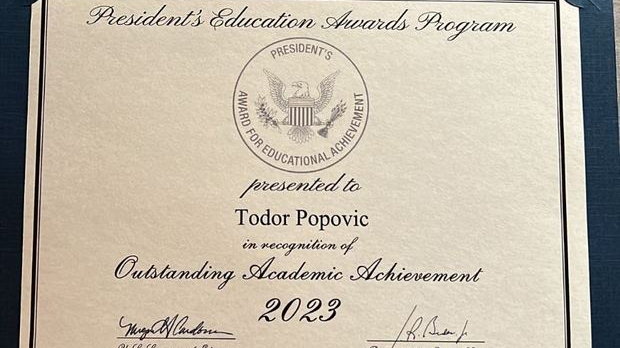 President's Education Awards Program
PRESIDENT'S
AWARD FOR EDUCATIONAL ACHIEVEMENT
presented to
Todor Popovic
in recognition of
Outstanding Academic Achievement
2023